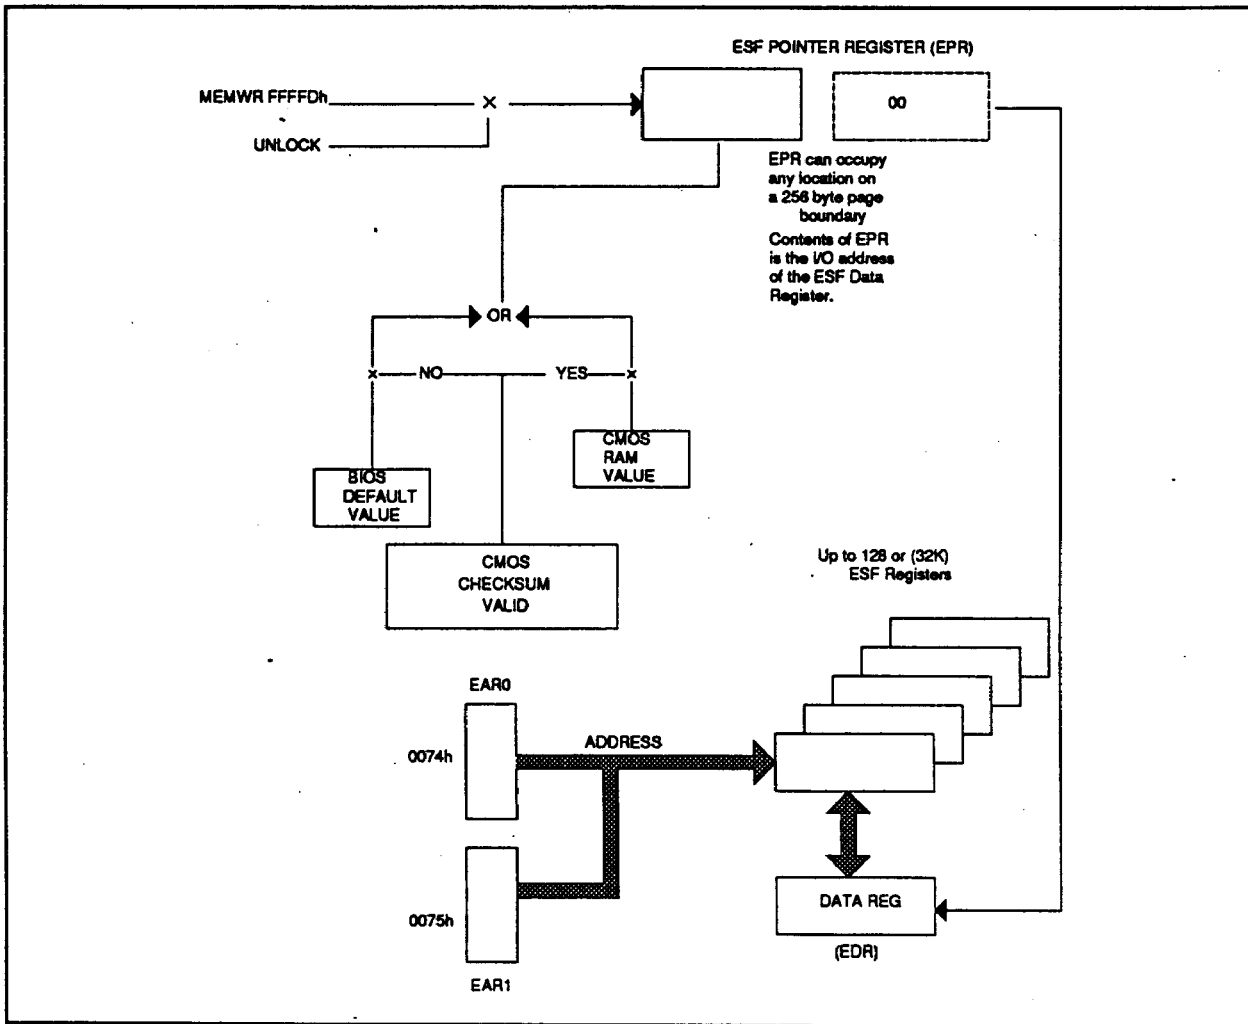 ESF POINTER REGISTER (EPR)
MEMWR FFFFDh
×
00
UNLOCK
EPR can occupy
any location on
a 256 byte page
boundary
Contents of EPR
is the I/O address
of the ESF Data
Register.
OR
×
NO
YES
×
CMOS
RAM
VALUE
BIOS
DEFAULT
VALUE
CMOS
CHECKSUM
VALID
Up to 128 or (32K)
ESF Registers
EAR0
0074h
ADDRESS
0075h
EAR1
DATA REG
(EDR)